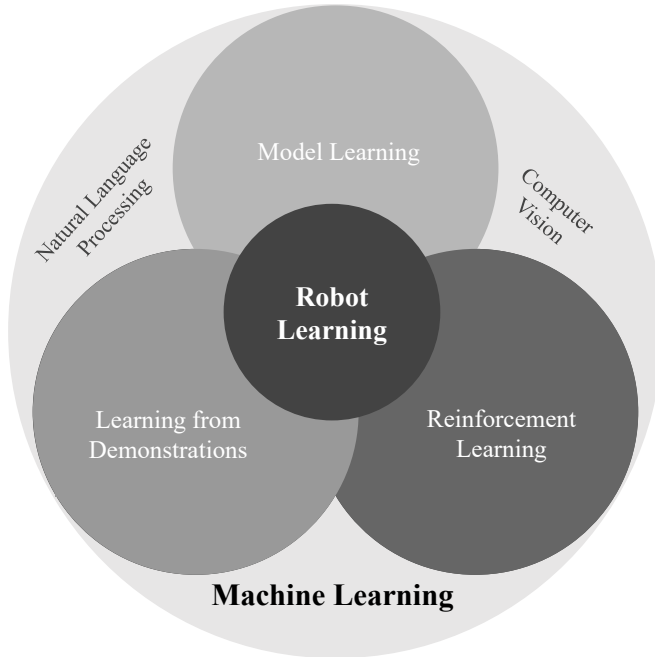 Model Learning
Natural Language
Processing
Computer
Vision
Robot
Learning
Learning from
Demonstrations
Reinforcement
Learning
Machine Learning